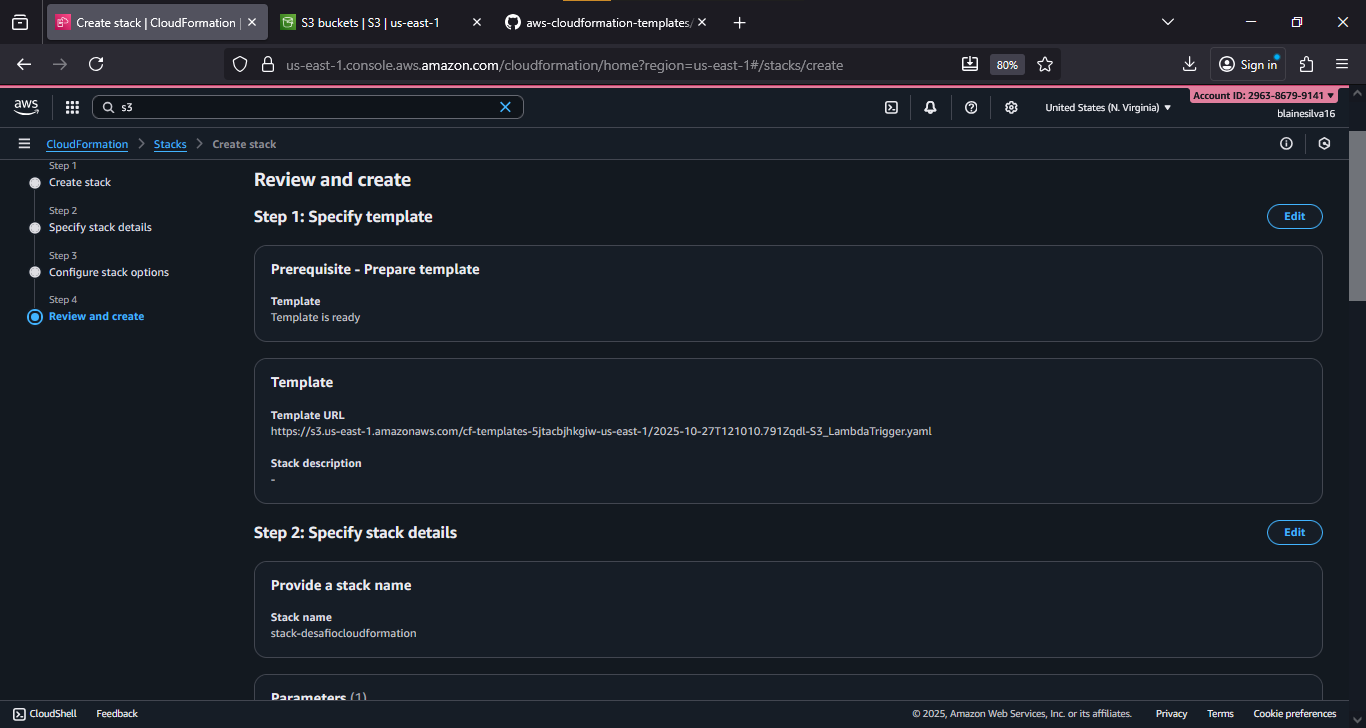 Create stack | CloudFormation |
S3 buckets | S3 | us-east-1
aws-cloudformation-templates/
us-east-1.console.aws.amazon.com/cloudformation/home?region=us-east-1#/stacks/create
80%
Sign in
aws
s3
United States (N. Virginia)
Account ID: 2963-8679-9141
blainesilva16
CloudFormation
Stacks
Create stack
Step 1
Create stack
Step 2
Specify stack details
Step 3
Configure stack options
Step 4
Review and create
Review and create
Step 1: Specify template
Edit
Prerequisite - Prepare template
Template
Template is ready
Template
Template URL
https://s3.us-east-1.amazonaws.com/cf-templates-5jtacbjhkgiw-us-east-1/2025-10-27T121010.791Zqdl-S3_LambdaTrigger.yaml
Stack description
-
Step 2: Specify stack details
Edit
Provide a stack name
Stack name
stack-desafiocloudformation
Parameters (1)
CloudShell
Feedback
© 2025, Amazon Web Services, Inc. or its affiliates.
Privacy
Terms
Cookie preferences